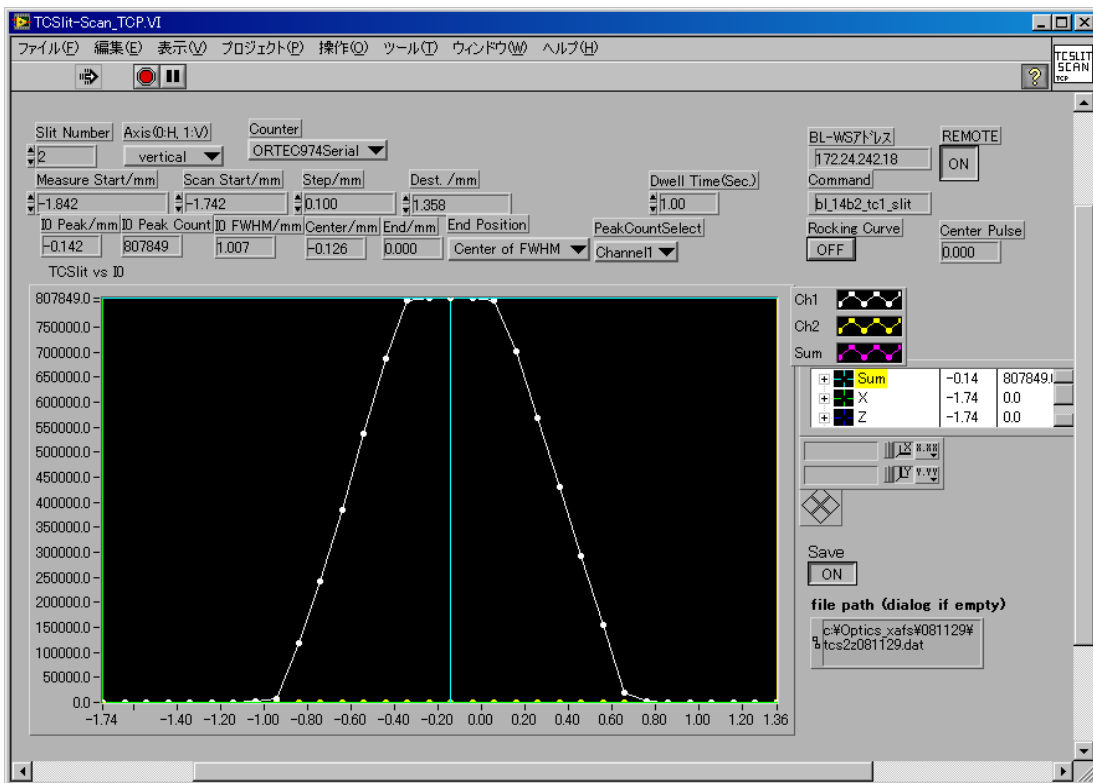 TCSlit-Scan_TCP.VI
ファイル(F) 編集(E) 表示(V) プロジェクト(P) 操作(O) ツール(T) ウィンドウ(W) ヘルプ(H)
TCSLIT SCAN TCP
Slit Number Axis(0:H, 1:V) Counter
2 vertical ORTEC974Serial
Measure Start/mm Scan Start/mm Step/mm Dest. /mm Dwell Time(Sec.)
-1.842 -1.742 0.100 1.358 1.00
I0 Peak/mm I0 Peak Count I0 FWHM/mm Center/mm End/mm End Position PeakCountSelect
-0.142 807849 1.007 -0.126 0.000 Center of FWHM Channel1
BL-WSアドレス REMOTE
172.24.242.18 ON
Command
bl_14b2_tc1_slit
Rocking Curve Center Pulse
OFF 0.000
TCSlit vs I0
807849.0
750000.0
700000.0
650000.0
600000.0
550000.0
500000.0
450000.0
400000.0
350000.0
300000.0
250000.0
200000.0
150000.0
100000.0
50000.0
0.0
-1.74 -1.40 -1.20 -1.00 -0.80 -0.60 -0.40 -0.20 0.00 0.20 0.40 0.60 0.80 1.00 1.20 1.36
Ch1
Ch2
Sum
Sum -0.14 807849.
X -1.74 0.0
Z -1.74 0.0
X X.XX
Y Y.YY
Save
ON
file path (dialog if empty)
c:¥Optics_xafs¥081129¥
tcs2z081129.dat